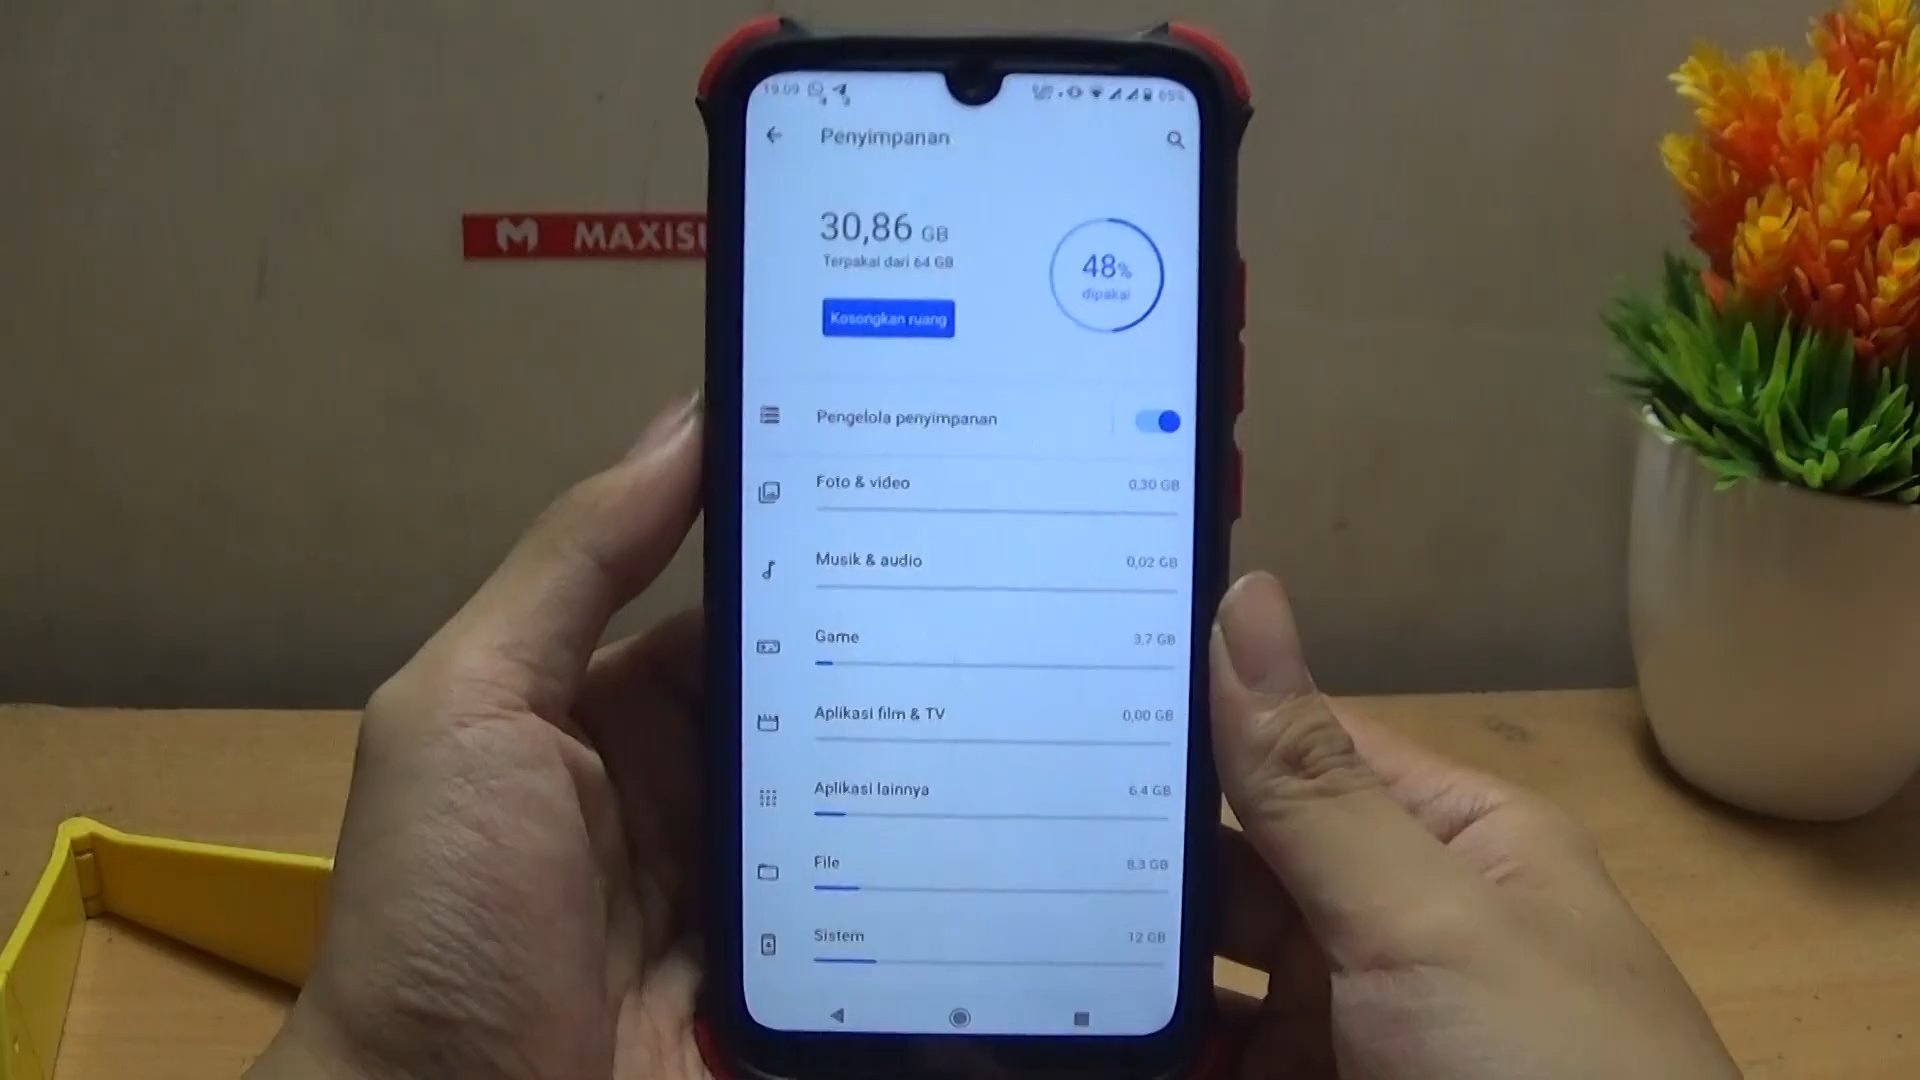 19.09
65%
Penyimpanan
MAXISU
30,86 GB
Terpakai dari 64 GB
48%
dipakai
Kosongkan ruang
Pengelola penyimpanan
Foto & video
0,30 GB
Musik & audio
0,02 GB
Game
3,7 GB
Aplikasi film & TV
0,00 GB
Aplikasi lainnya
6,4 GB
File
8,3 GB
Sistem
12 GB